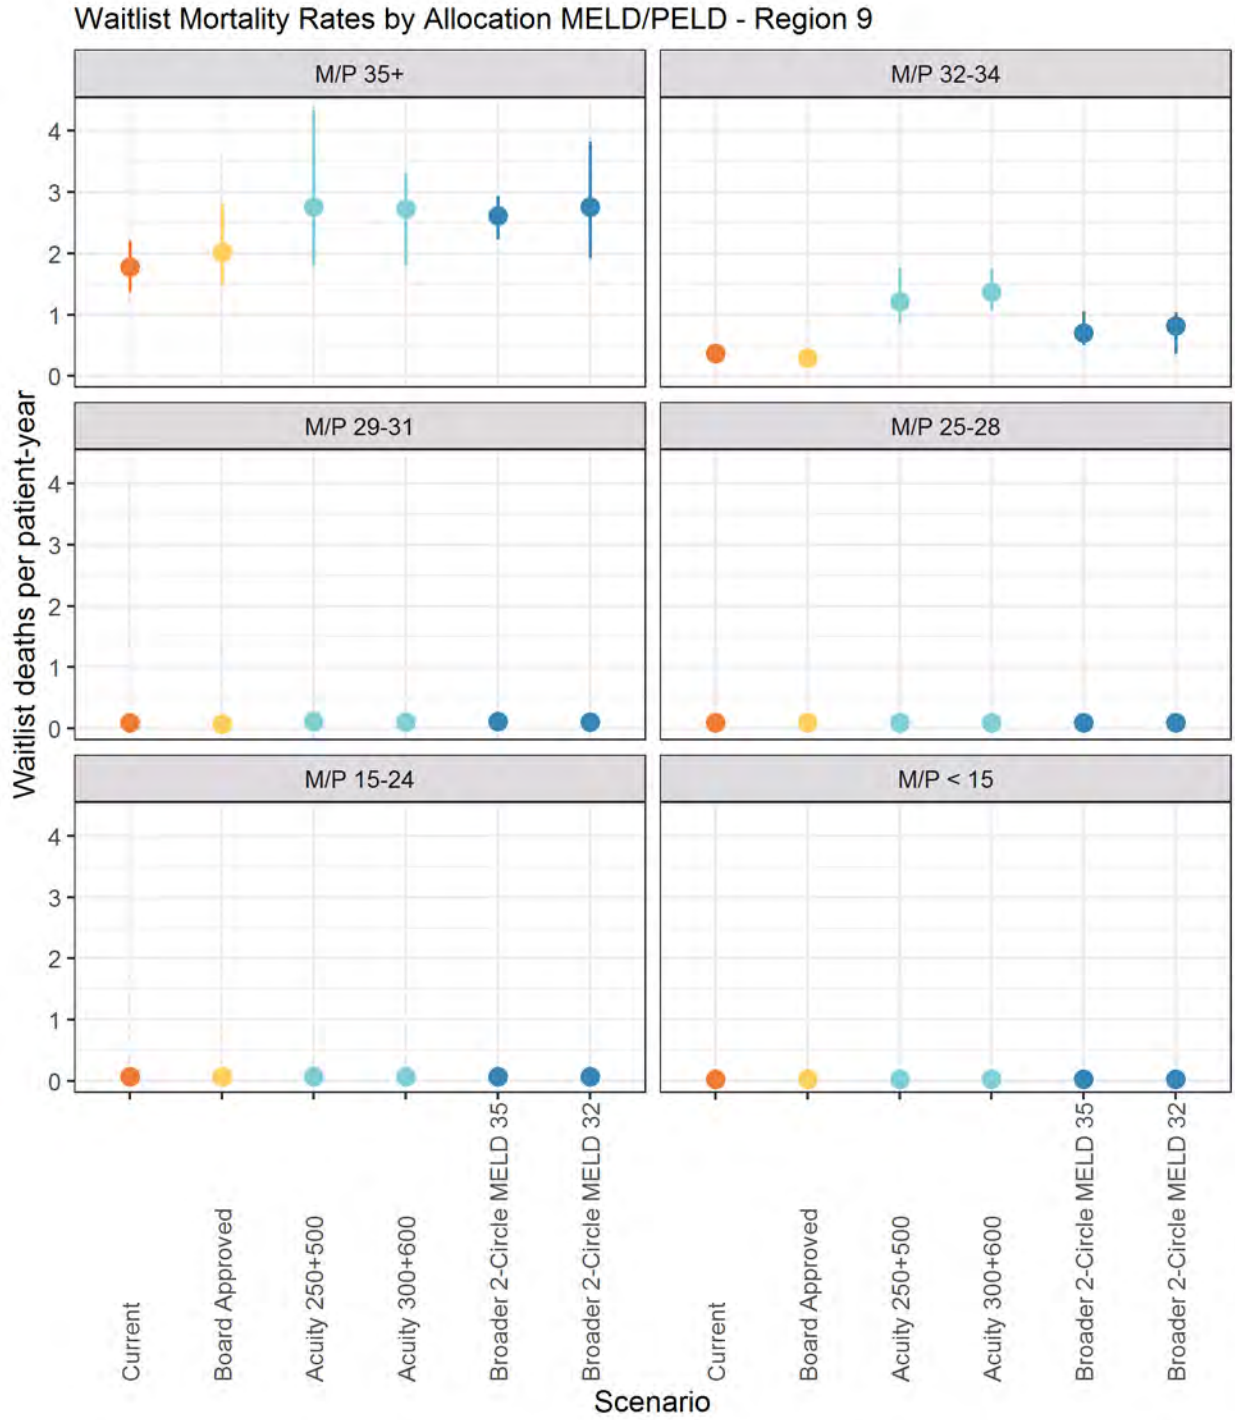 Waitlist Mortality Rates by Allocation MELD/PELD - Region 9
M/P 35+
M/P 32-34
4
3
2
1
0
M/P 29-31
M/P 25-28
4
3
2
1
0
M/P 15-24
M/P < 15
4
3
2
1
0
Waitlist deaths per patient-year
Current
Board Approved
Acuity 250+500
Acuity 300+600
Broader 2-Circle MELD 35
Broader 2-Circle MELD 32
Current
Board Approved
Acuity 250+500
Acuity 300+600
Broader 2-Circle MELD 35
Broader 2-Circle MELD 32
Scenario